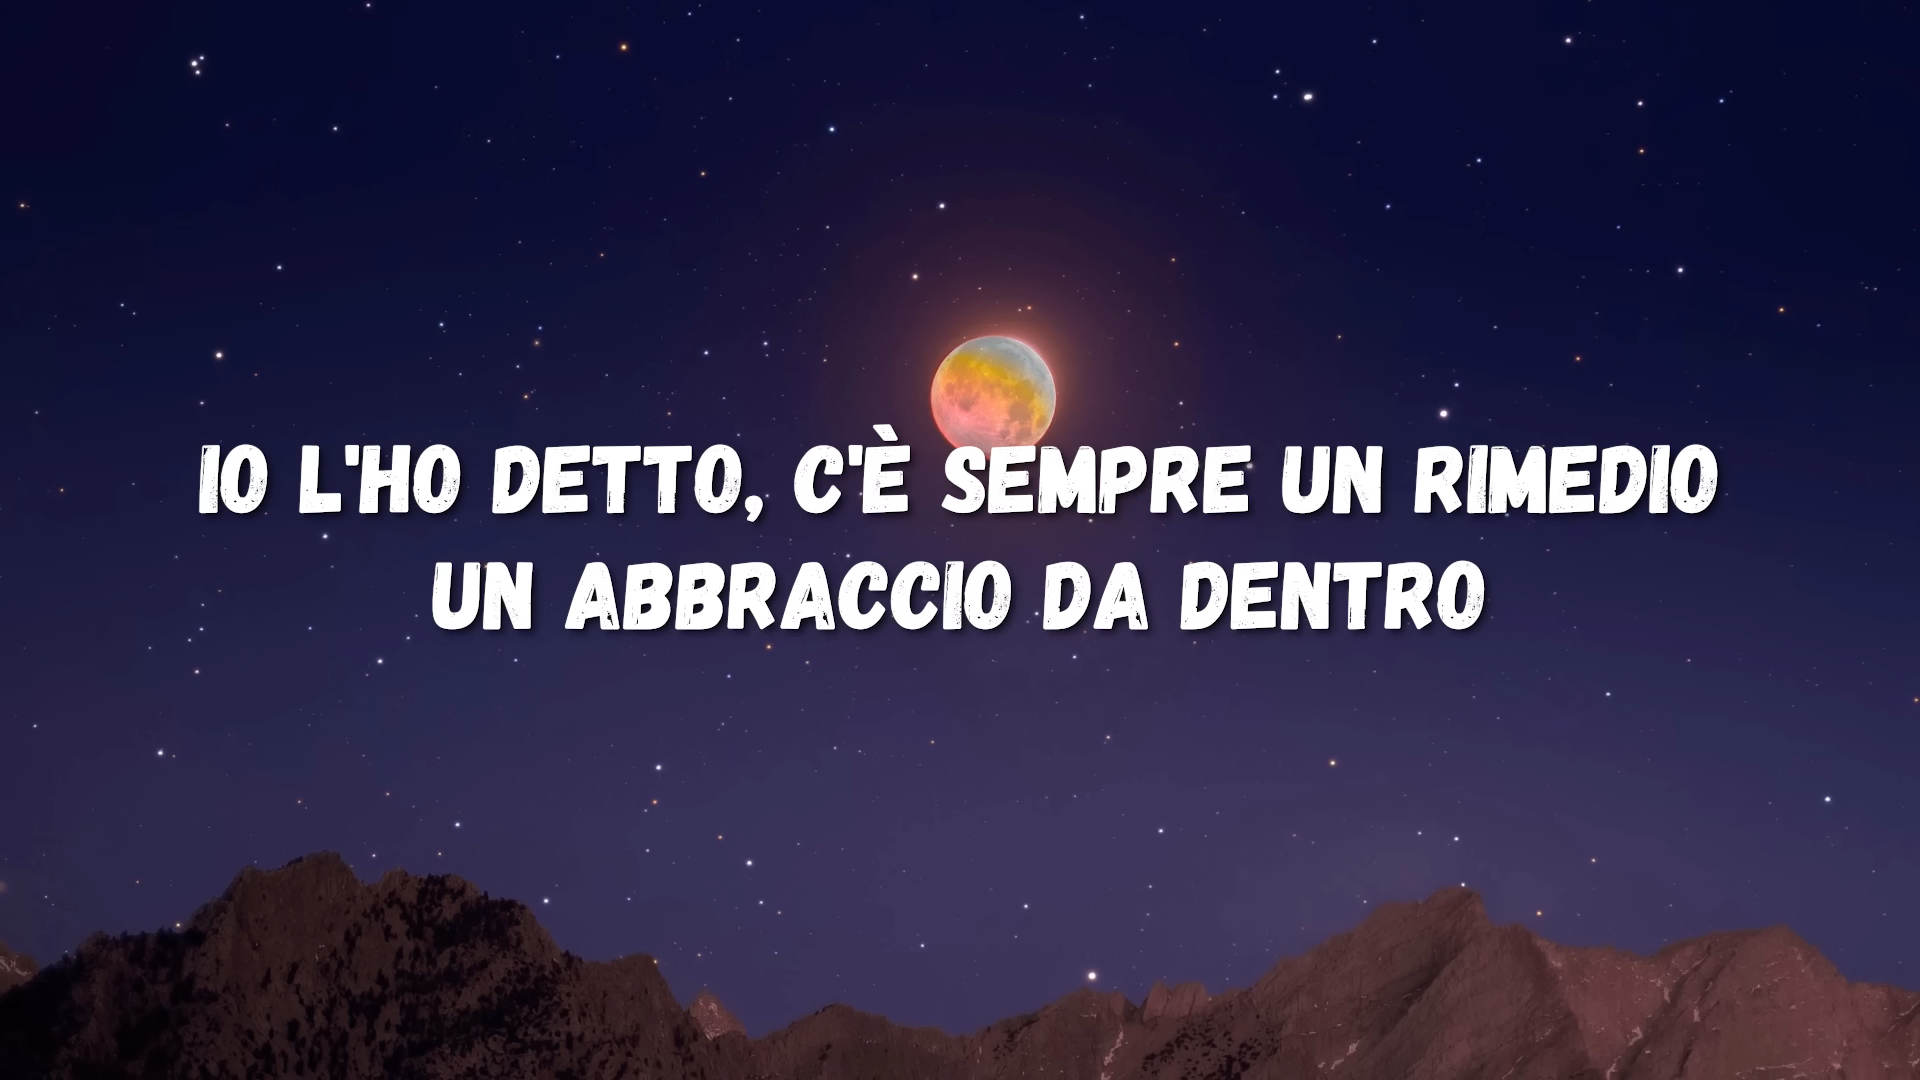 IO L'HO DETTO, C'È SEMPRE UN RIMEDIO
UN ABBRACCIO DA DENTRO